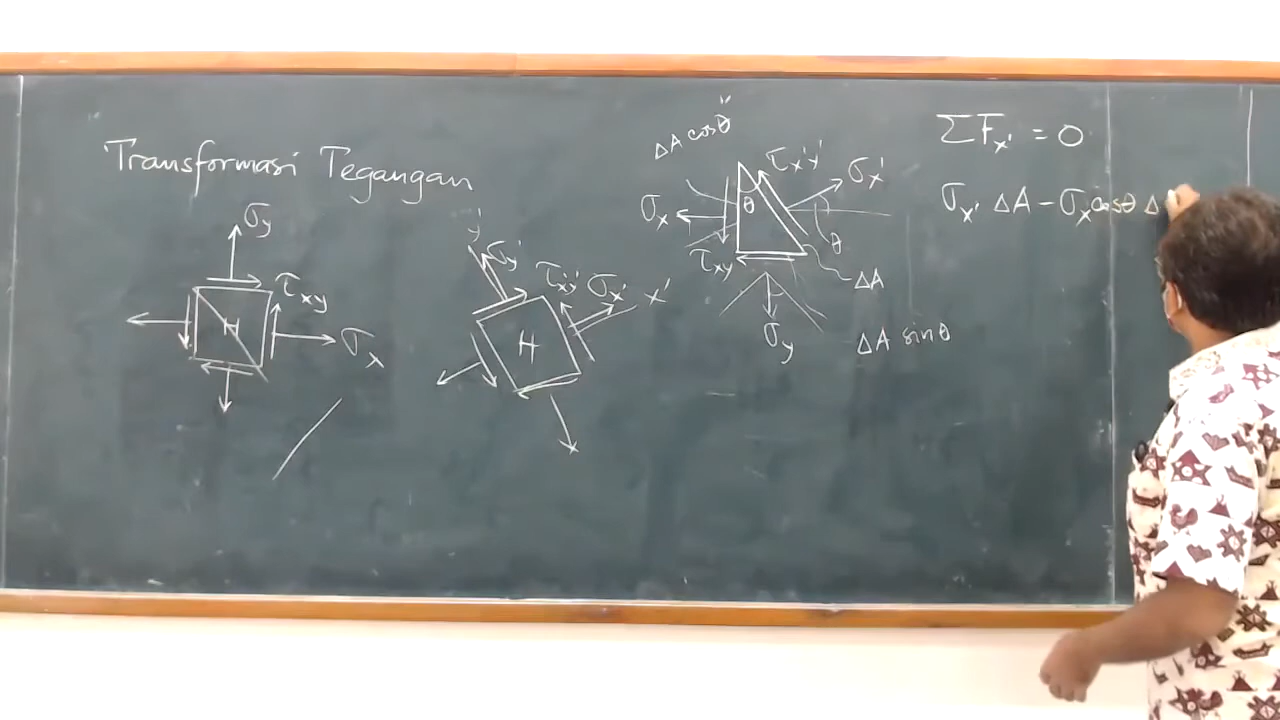 Transformasi Tegangan
σy
τxy
H
σx
y'
σy'
τx'y'
σx'
x'
H
ΔA cosθ
τx'y'
σx'
σx
θ
θ
τxy
ΔA
σy
ΔA sinθ
ΣFx' = 0
σx' ΔA - σx cosθ Δ